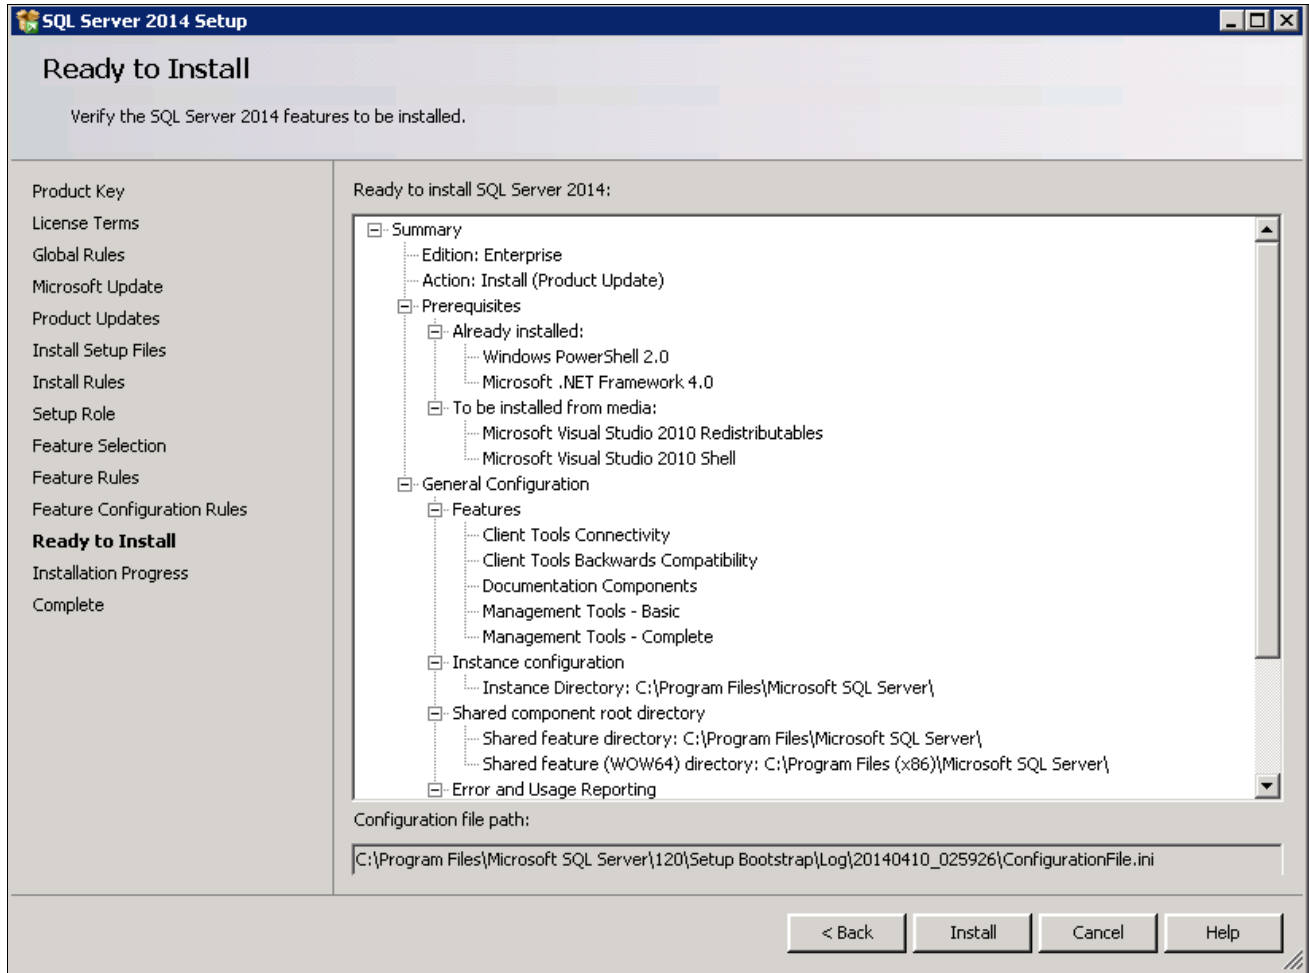 SQL Server 2014 Setup
Ready to Install
Verify the SQL Server 2014 features to be installed.
Product Key
License Terms
Global Rules
Microsoft Update
Product Updates
Install Setup Files
Install Rules
Setup Role
Feature Selection
Feature Rules
Feature Configuration Rules
Ready to Install
Installation Progress
Complete
Ready to install SQL Server 2014:
Summary
Edition: Enterprise
Action: Install (Product Update)
Prerequisites
Already installed:
Windows PowerShell 2.0
Microsoft .NET Framework 4.0
To be installed from media:
Microsoft Visual Studio 2010 Redistributables
Microsoft Visual Studio 2010 Shell
General Configuration
Features
Client Tools Connectivity
Client Tools Backwards Compatibility
Documentation Components
Management Tools - Basic
Management Tools - Complete
Instance configuration
Instance Directory: C:\Program Files\Microsoft SQL Server\
Shared component root directory
Shared feature directory: C:\Program Files\Microsoft SQL Server\
Shared feature (WOW64) directory: C:\Program Files (x86)\Microsoft SQL Server\
Error and Usage Reporting
Configuration file path:
C:\Program Files\Microsoft SQL Server\120\Setup Bootstrap\Log\20140410_025926\ConfigurationFile.ini
< Back
Install
Cancel
Help